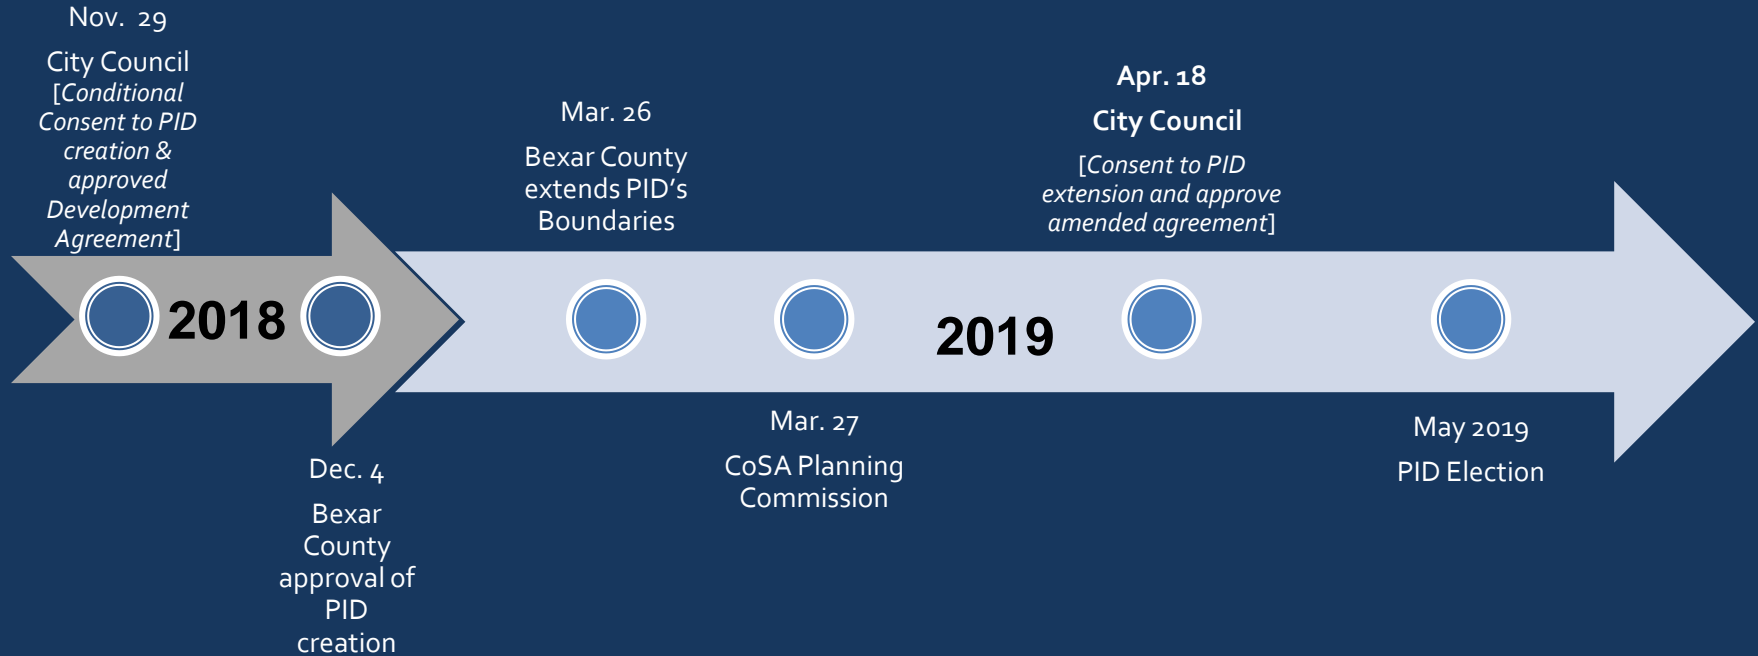 Nov. 29
City Council
[Conditional
Consent to PID
creation &
approved
Development
Agreement]
2018
Dec. 4
Bexar
County
approval of
PID
creation
Mar. 26
Bexar County
extends PID's
Boundaries
Mar. 27
CoSA Planning
Commission
2019
Apr. 18
City Council
[Consent to PID
extension and approve
amended agreement]
May 2019
PID Election